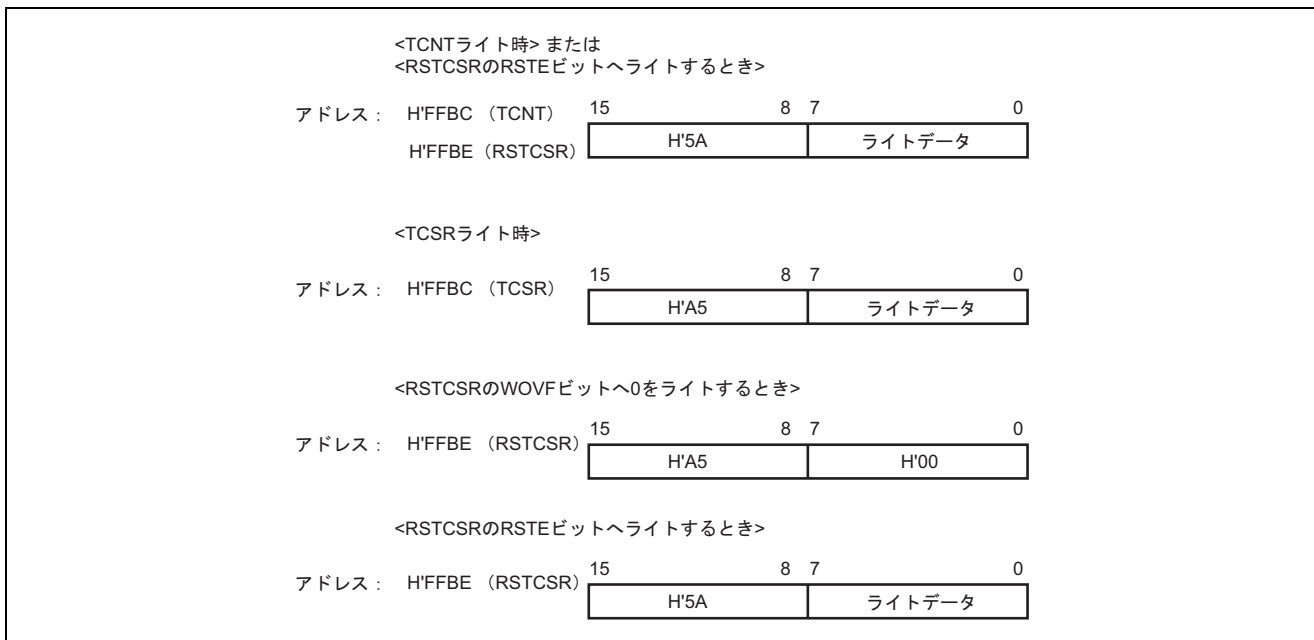 <TCNTライト時> または
<RSTCSRのRSTEビットへライトするとき>
アドレス： H'FFBC （TCNT） 15 8 7 0
H'FFBE （RSTCSR） H'5A ライトデータ
<TCSRライト時>
15 8 7 0
アドレス： H'FFBC （TCSR）
H'A5 ライトデータ
<RSTCSRのWOVFビットへ0をライトするとき>
15 8 7 0
アドレス： H'FFBE （RSTCSR）
H'A5 H'00
<RSTCSRのRSTEビットへライトするとき>
15 8 7 0
アドレス： H'FFBE （RSTCSR）
H'5A ライトデータ